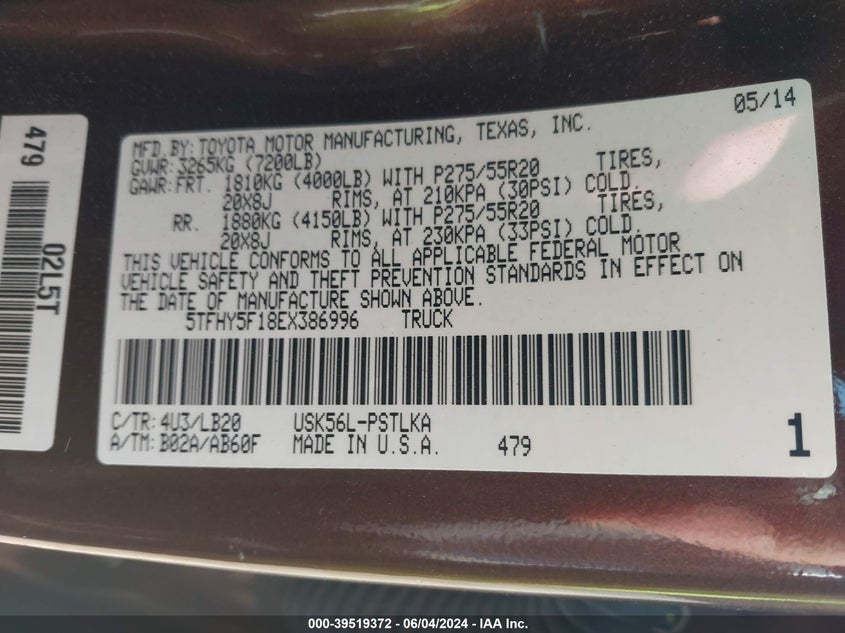 05/14
MFD.BY:TOYOTA MOTOR MANUFACTURING, TEXAS, INC.
GVWR:3265KG (7200LB)
GAWR:FRT. 1810KG (4000LB) WITH P275/55R20 TIRES,
20X8J RIMS, AT 210KPA (30PSI) COLD.
RR. 1880KG (4150LB) WITH P275/55R20 TIRES,
20X8J RIMS, AT 230KPA (33PSI) COLD.
THIS VEHICLE CONFORMS TO ALL APPLICABLE FEDERAL MOTOR
VEHICLE SAFETY AND THEFT PREVENTION STANDARDS IN EFFECT ON
THE DATE OF MANUFACTURE SHOWN ABOVE.
5TFHY5F18EX386996 TRUCK
C/TR:4U3/LB20 USK56L-PSTLKA
A/TM:B02A/AB60F MADE IN U.S.A. 479
1
479
02L5T
000-39519372 - 06/04/2024 - IAA Inc.